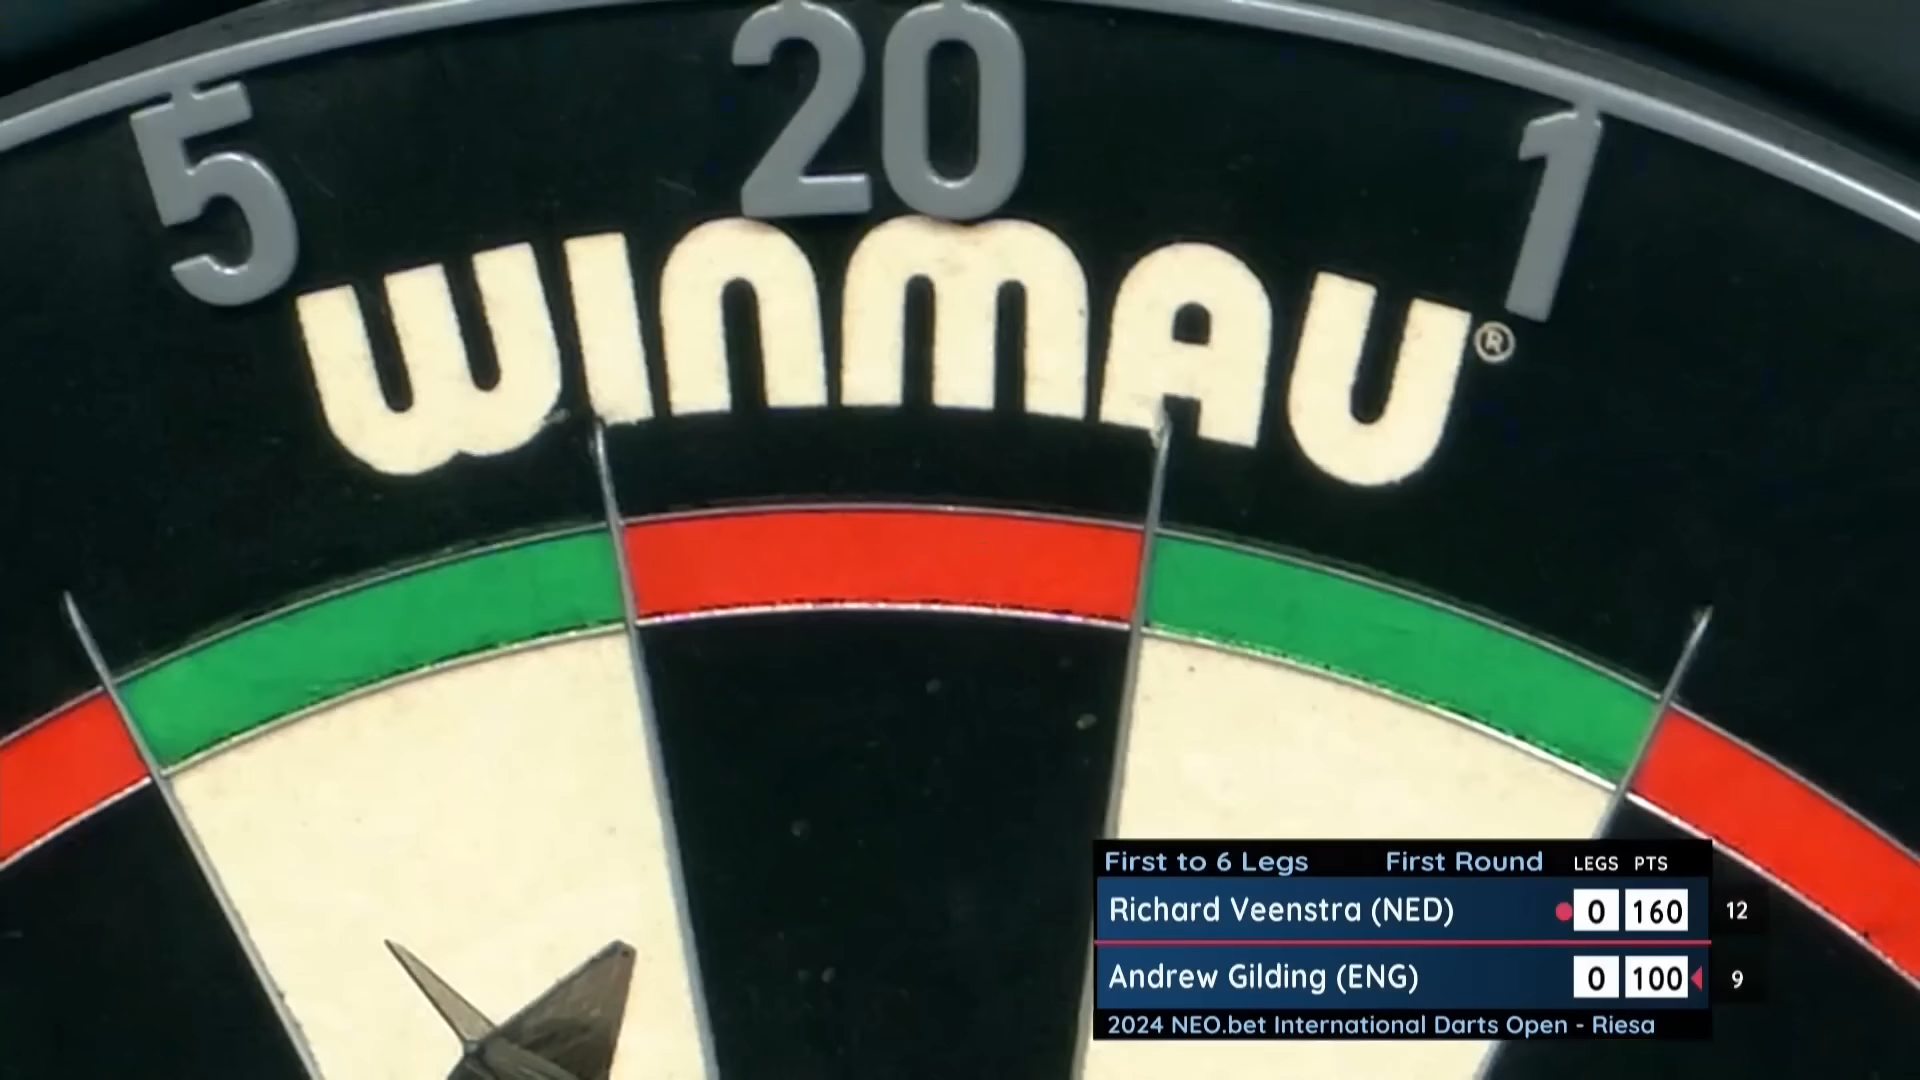 5 20 1
WINMAU®
First to 6 Legs First Round LEGS PTS
Richard Veenstra (NED) 0 160 12
Andrew Gilding (ENG) 0 100 9
2024 NEO.bet International Darts Open - Riesa